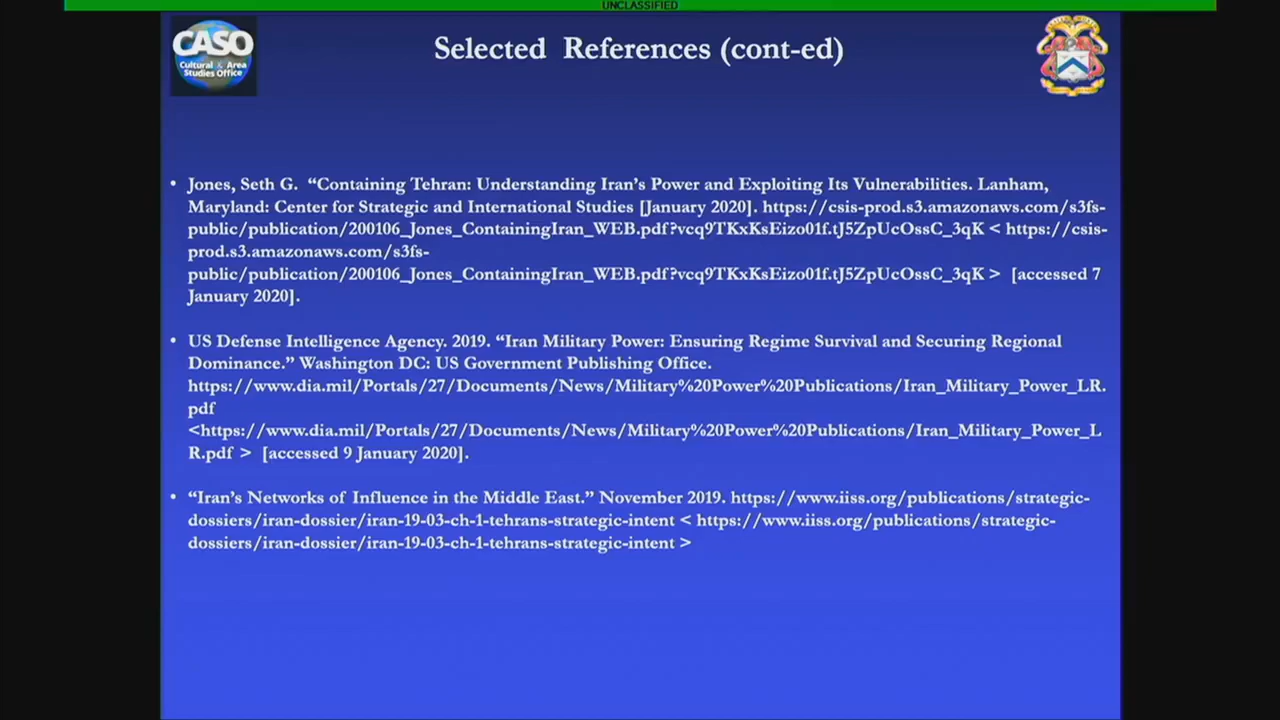 UNCLASSIFIED
CASO
Cultural & Area
Studies Office
Selected References (cont-ed)
• Jones, Seth G. “Containing Tehran: Understanding Iran’s Power and Exploiting Its Vulnerabilities. Lanham,
Maryland: Center for Strategic and International Studies [January 2020]. https://csis-prod.s3.amazonaws.com/s3fs-
public/publication/200106_Jones_ContainingIran_WEB.pdf?vcq9TKxKsEizo01f.tJ5ZpUcOssC_3qK < https://csis-
prod.s3.amazonaws.com/s3fs-
public/publication/200106_Jones_ContainingIran_WEB.pdf?vcq9TKxKsEizo01f.tJ5ZpUcOssC_3qK > [accessed 7
January 2020].
• US Defense Intelligence Agency. 2019. “Iran Military Power: Ensuring Regime Survival and Securing Regional
Dominance.” Washington DC: US Government Publishing Office.
https://www.dia.mil/Portals/27/Documents/News/Military%20Power%20Publications/Iran_Military_Power_LR.
pdf
<https://www.dia.mil/Portals/27/Documents/News/Military%20Power%20Publications/Iran_Military_Power_L
R.pdf > [accessed 9 January 2020].
• “Iran’s Networks of Influence in the Middle East.” November 2019. https://www.iiss.org/publications/strategic-
dossiers/iran-dossier/iran-19-03-ch-1-tehrans-strategic-intent < https://www.iiss.org/publications/strategic-
dossiers/iran-dossier/iran-19-03-ch-1-tehrans-strategic-intent >